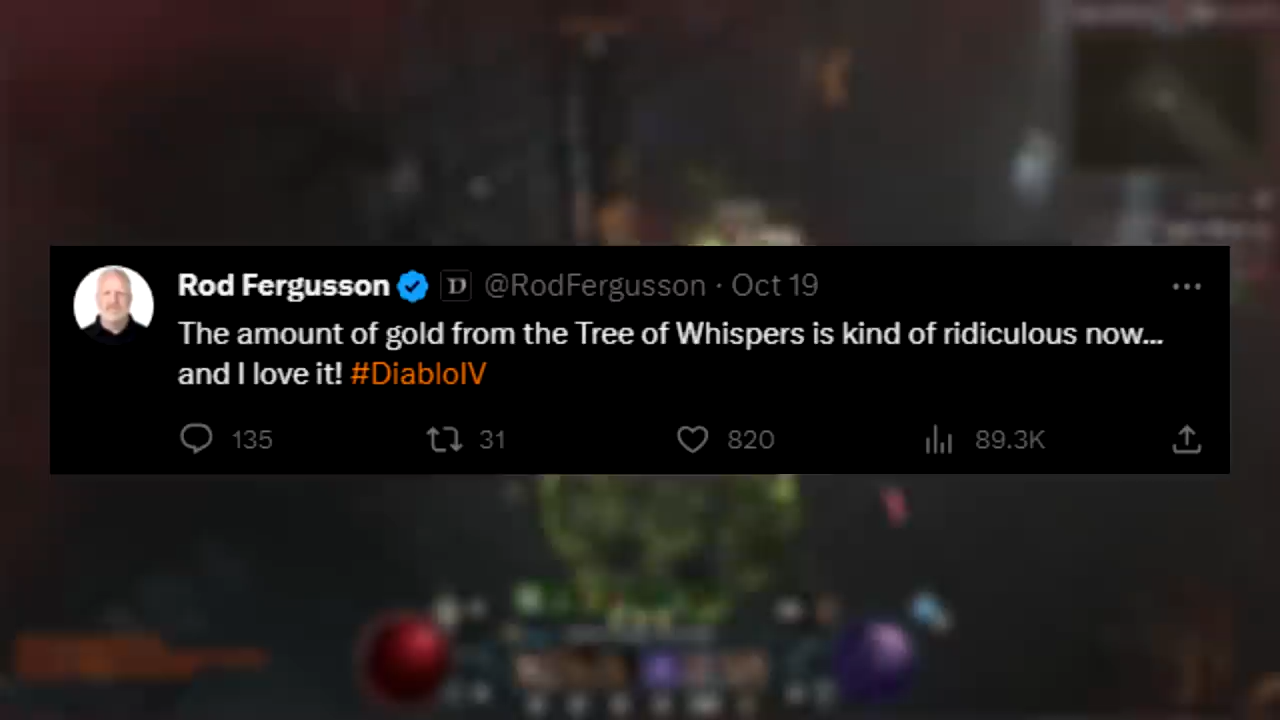 Rod Fergusson D @RodFergusson · Oct 19
The amount of gold from the Tree of Whispers is kind of ridiculous now...
and I love it! #DiabloIV
135 31 820 89.3K